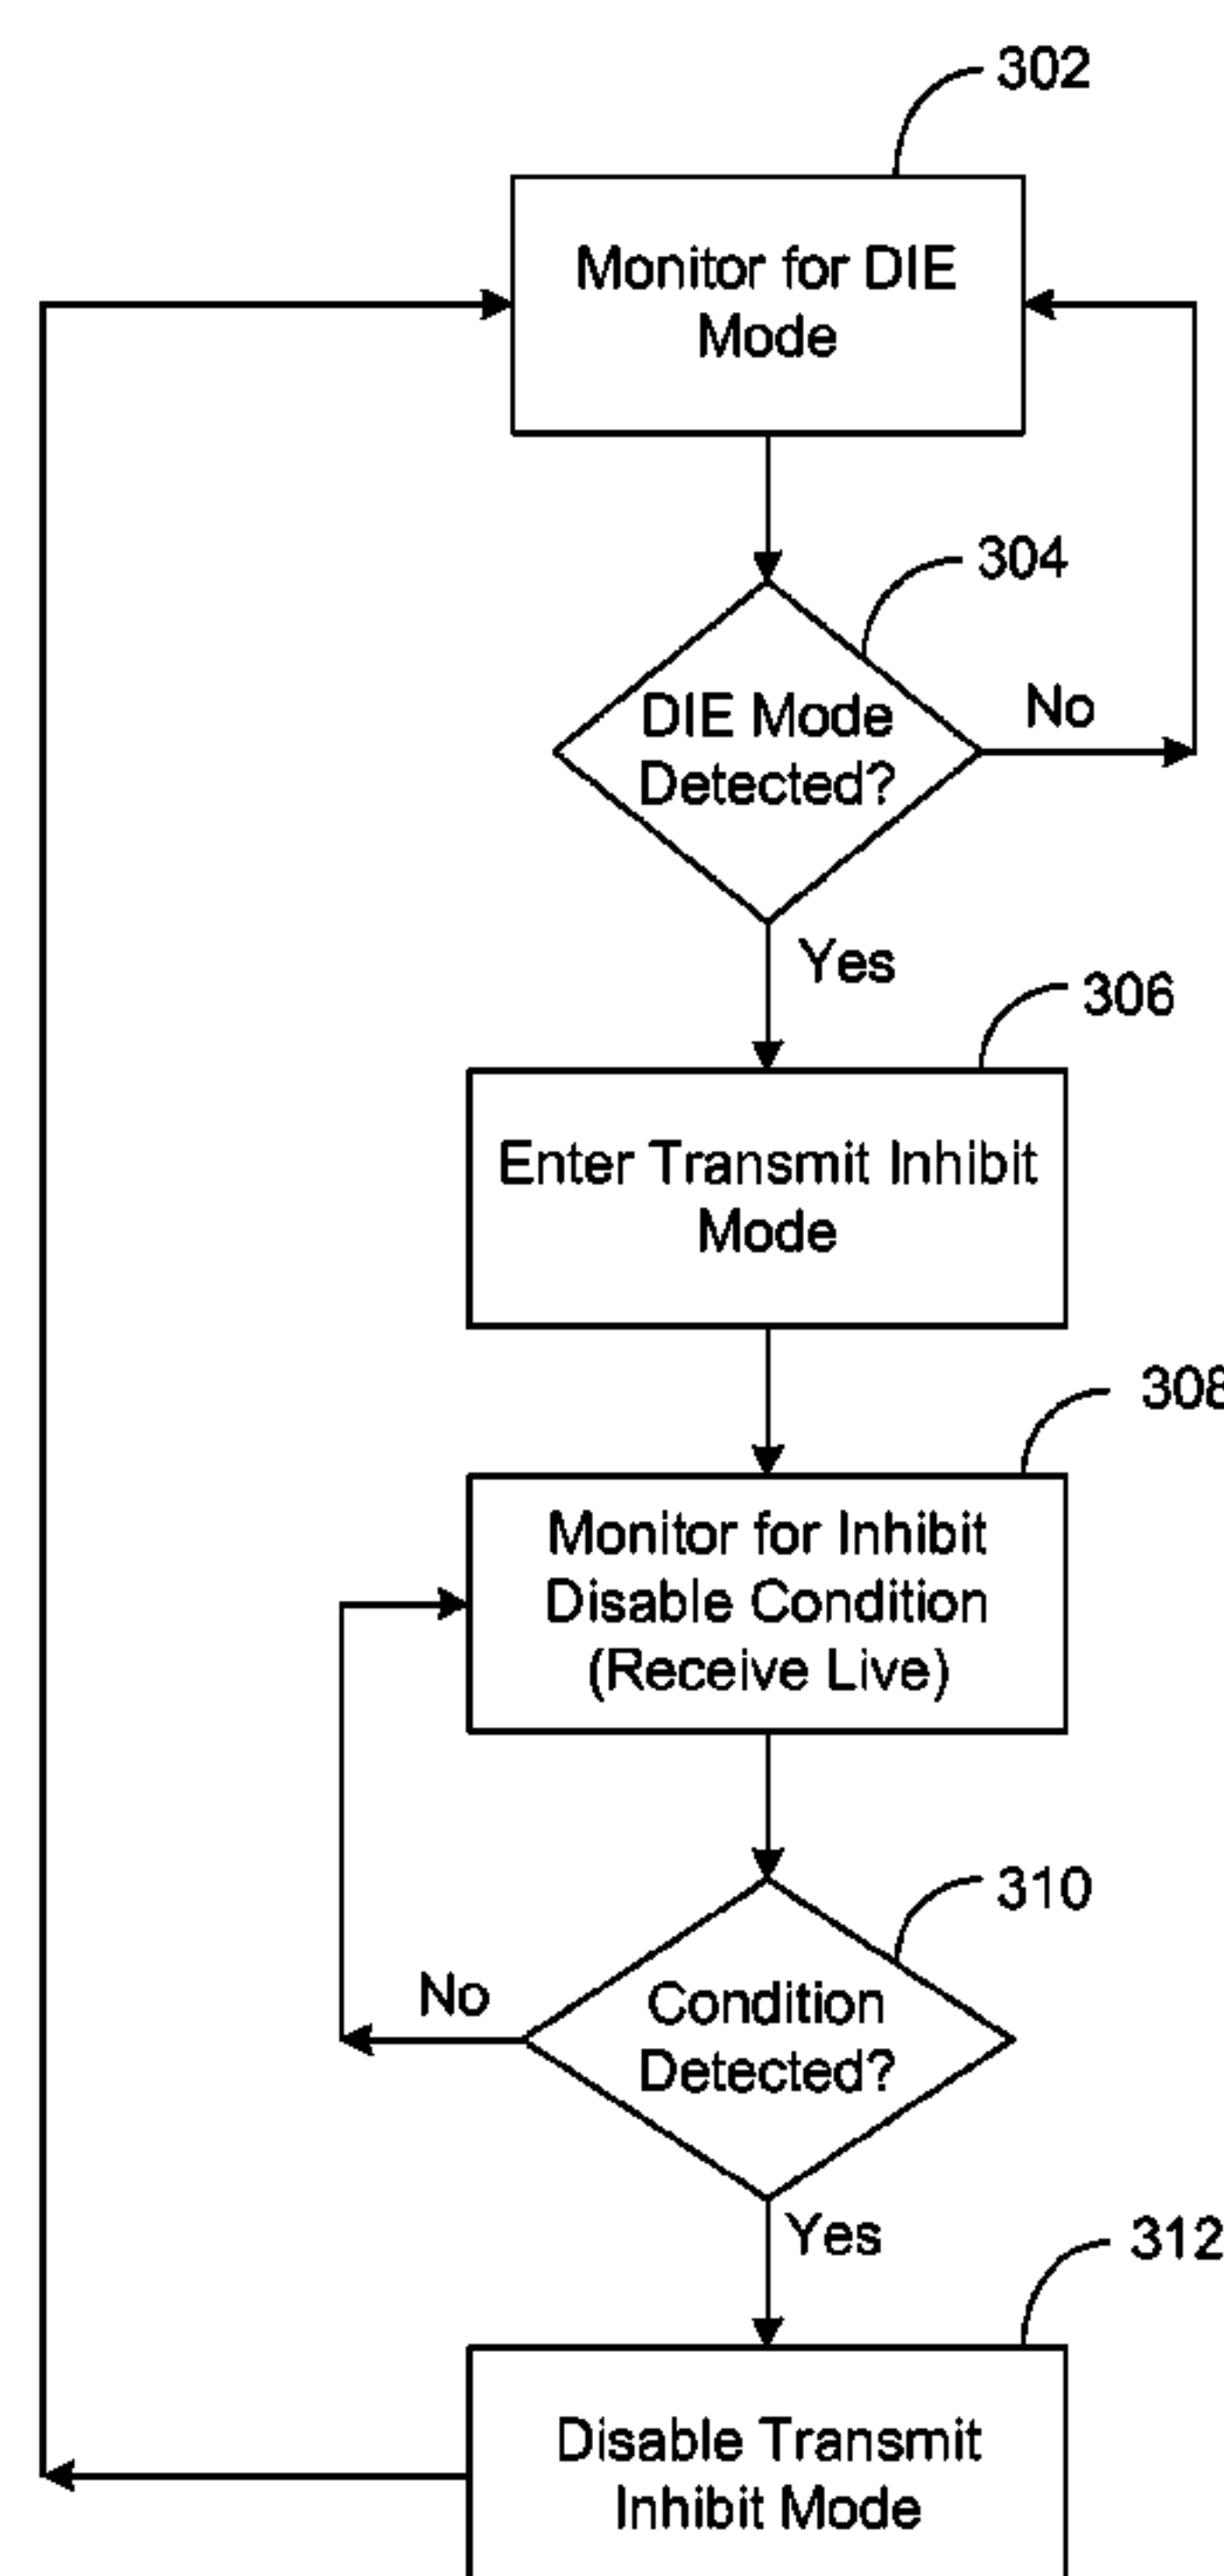 302
Monitor for DIE
Mode
304
DIE Mode
Detected?
No
Yes
306
Enter Transmit Inhibit
Mode
308
Monitor for Inhibit
Disable Condition
(Receive Live)
310
Condition
Detected?
No
Yes
312
Disable Transmit
Inhibit Mode